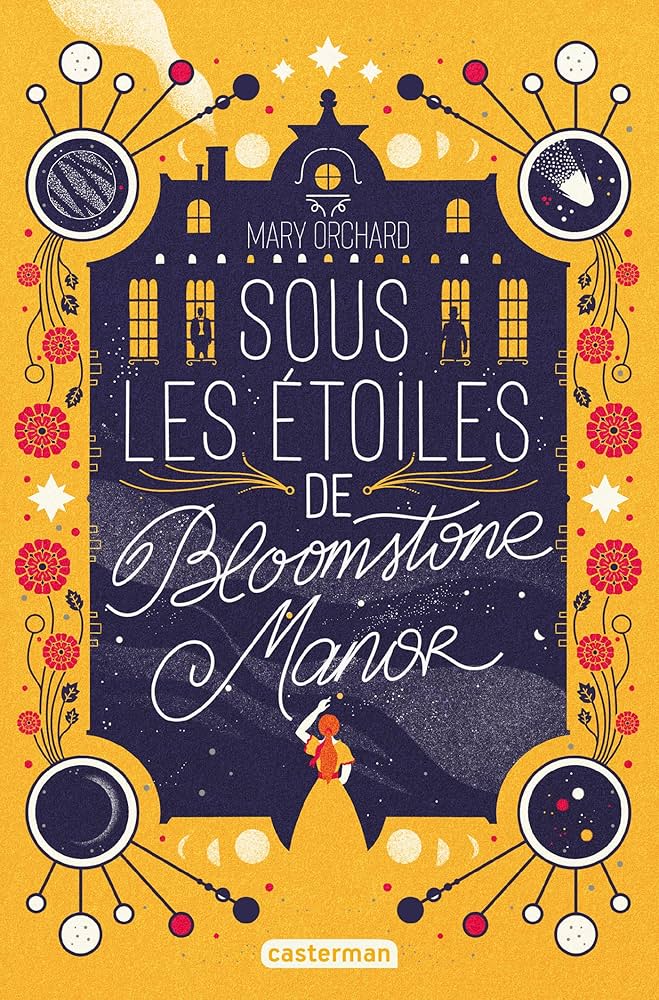 MARY ORCHARD
SOUS
LES ÉTOILES
DE
Bloomstone
Manor
casterman